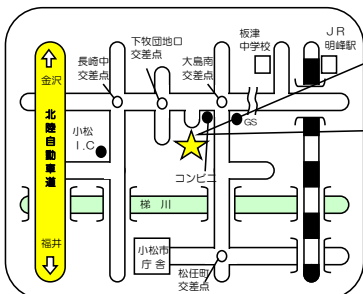 金沢
北陸自動車道
福井
長崎中
交差点
下牧団地口
交差点
大島南
交差点
板津
中学校
JR
明峰駅
小松
I.C
GS
コンビニ
梯川
小松市
庁舎
松任町
交差点